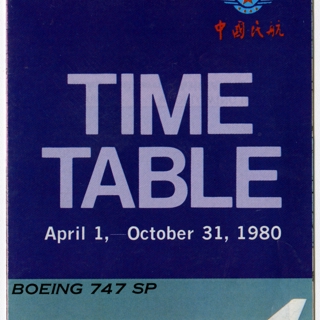 中国民航
TIME
TABLE
April 1,—October 31, 1980
BOEING 747 SP